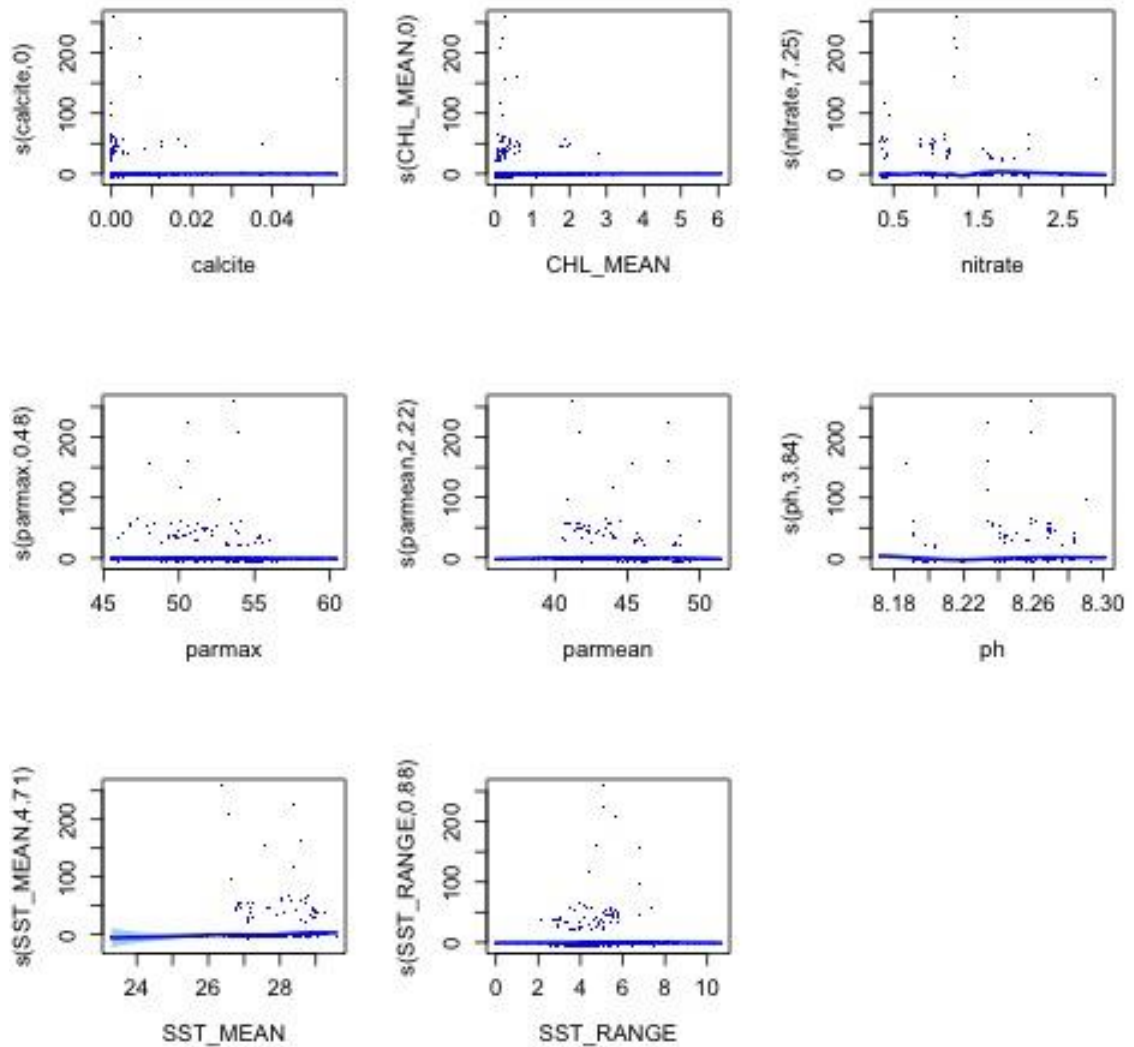 s(calcite,0)
200
100
0
0.00 0.02 0.04
calcite
s(CHL_MEAN,0)
200
100
0
0 1 2 3 4 5 6
CHL_MEAN
s(nitrate,7.25)
200
100
0
0.5 1.5 2.5
nitrate
s(parmax,0.48)
200
100
0
45 50 55 60
parmax
s(parmean,2.22)
200
100
0
40 45 50
parmean
s(ph,3.84)
200
100
0
8.18 8.22 8.26 8.30
ph
s(SST_MEAN,4.71)
200
100
0
24 26 28
SST_MEAN
s(SST_RANGE,0.88)
200
100
0
0 2 4 6 8 10
SST_RANGE